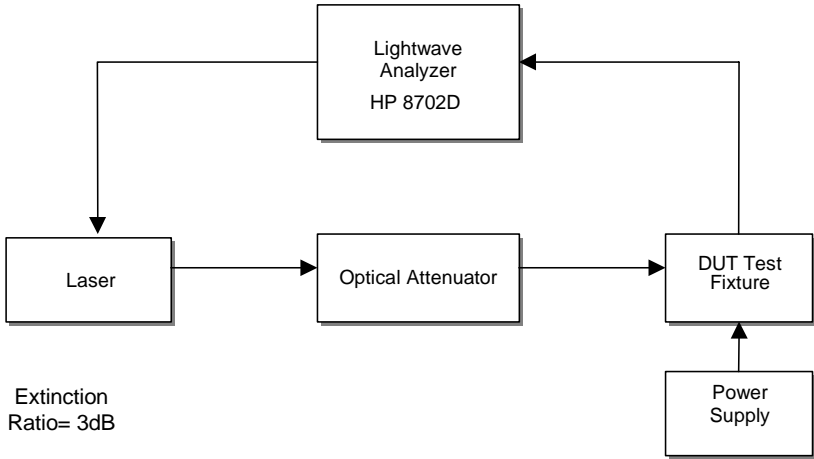 Lightwave
Analyzer
HP 8702D
Laser
Optical Attenuator
DUT Test
Fixture
Extinction
Ratio= 3dB
Power
Supply